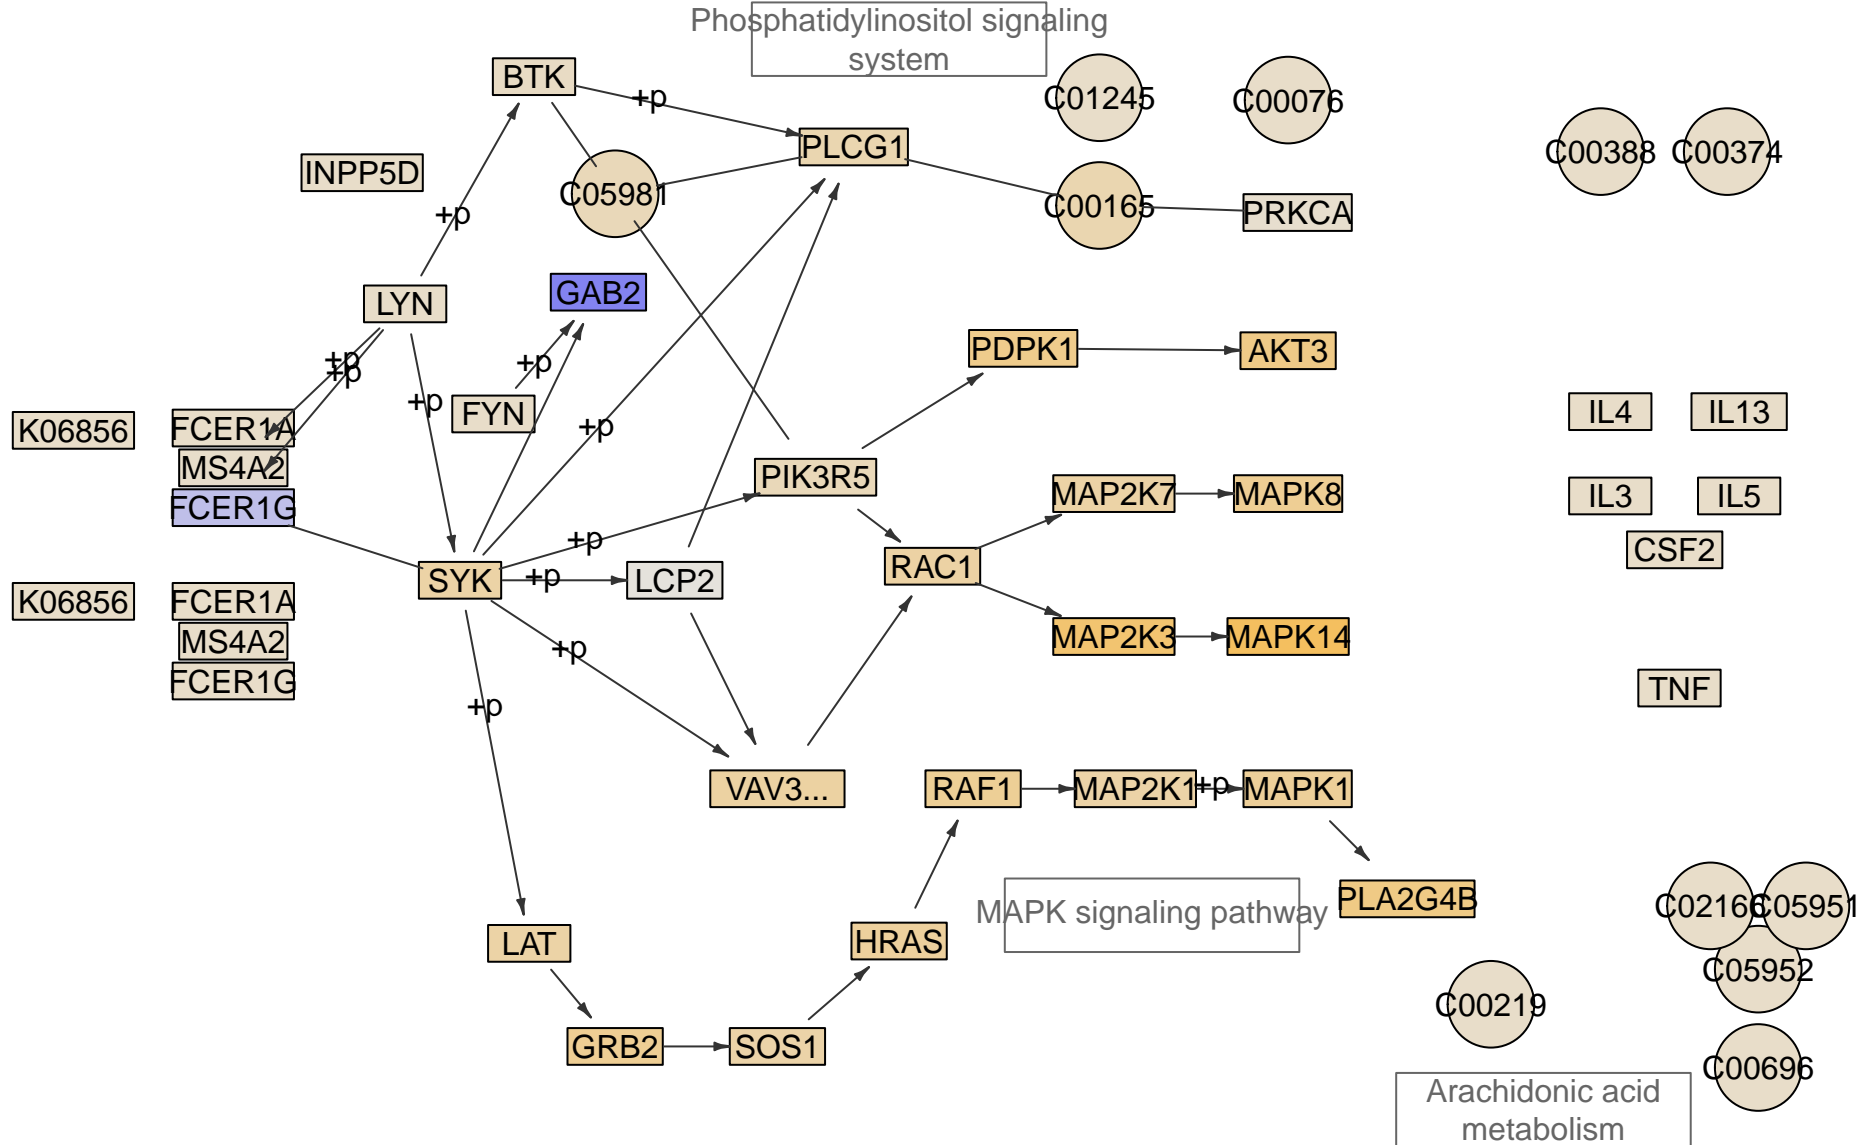 Phosphatidylinositol signaling
system
BTK
+p
C01245
C00076
PLCG1
C00388
C00374
INPP5D
C05981
C00165
PRKCA
+p
LYN
GAB2
+p
+p
+p
PDPK1
AKT3
+p
FYN
+p
K06856
FCER1A
MS4A2
FCER1G
IL4
IL13
PIK3R5
MAP2K7
MAPK8
IL3
IL5
+p
CSF2
SYK
+p
LCP2
RAC1
K06856
FCER1A
MS4A2
FCER1G
+p
MAP2K3
MAPK14
TNF
+p
VAV3...
RAF1
MAP2K1
+p
MAPK1
MAPK signaling pathway
PLA2G4B
C02166
C05951
LAT
HRAS
C05952
C00219
GRB2
SOS1
C00696
Arachidonic acid
metabolism